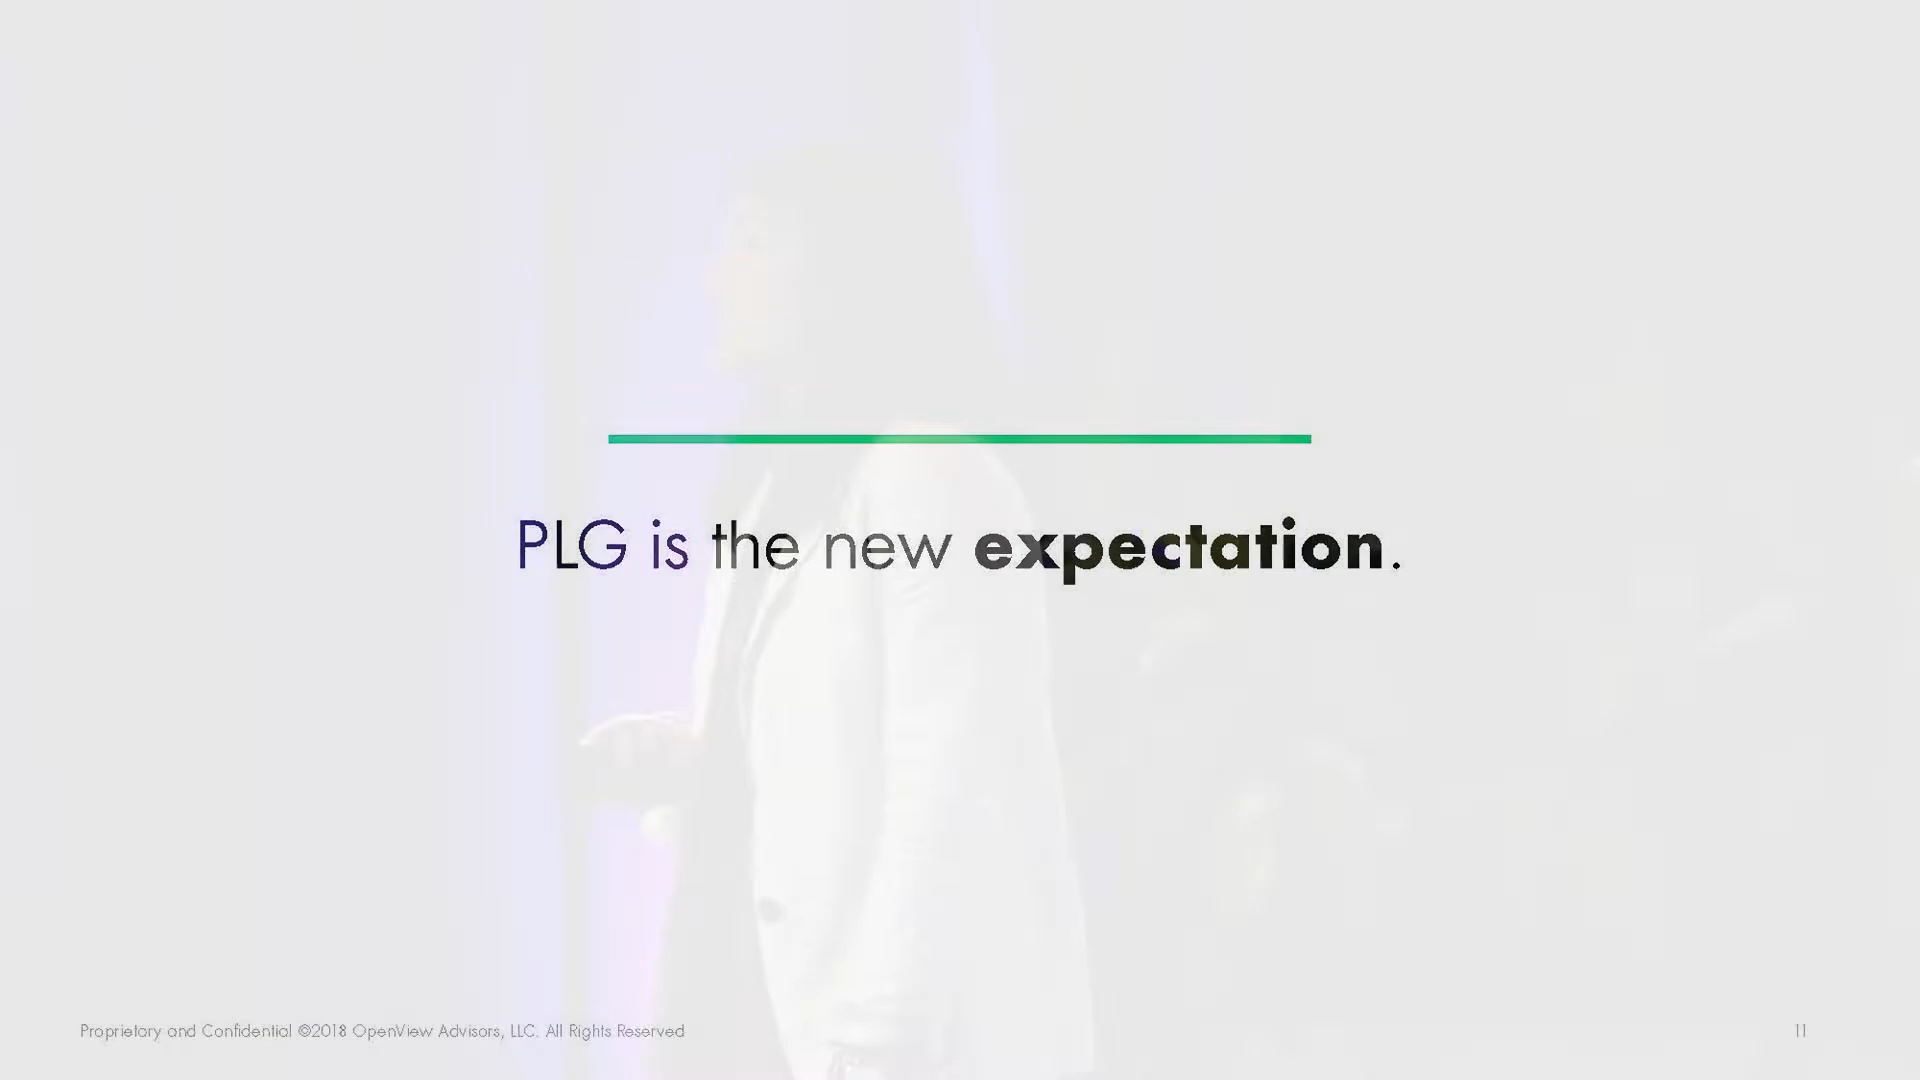 PLG is the new expectation.
Proprietary and Confidential ©2018 OpenView Advisors, LLC. All Rights Reserved
11